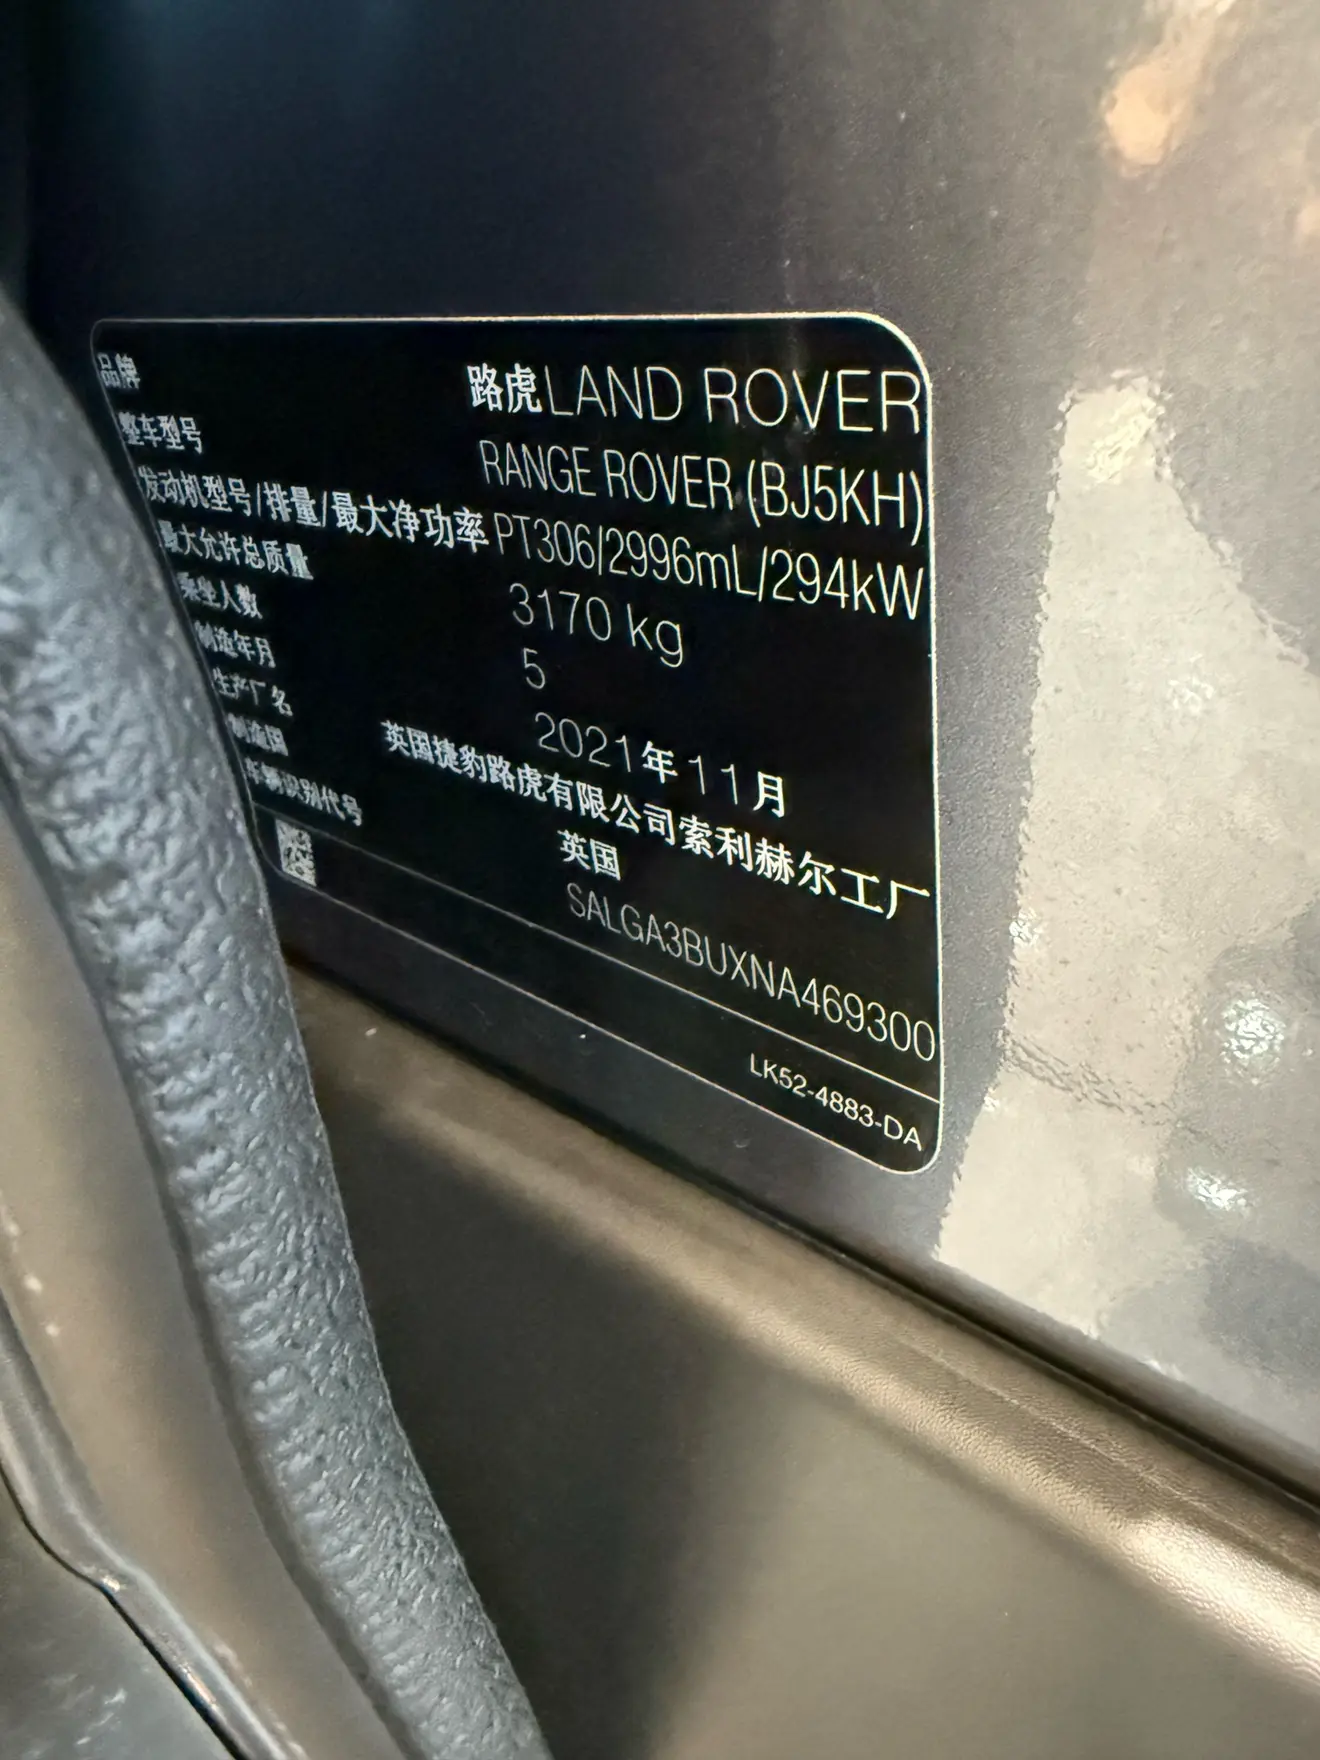 品牌 路虎LAND ROVER
整车型号 RANGE ROVER (BJ5KH)
发动机型号/排量/最大净功率 PT306/2996mL/294kW
最大允许总质量 3170 kg
乘坐人数 5
制造年月 2021年11月
生产厂名 英国捷豹路虎有限公司索利赫尔工厂
制造国 英国
车辆识别代号 SALGA3BUXNA469300
LK52-4883-DA